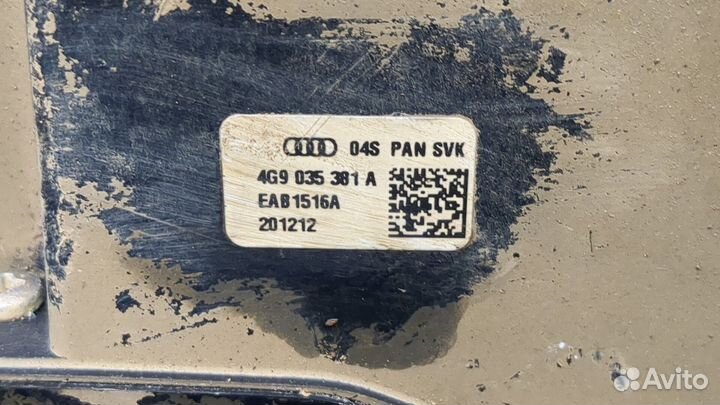 04S PAN SVK
4G9 035 381 A
EAB1516A
201212
Avito